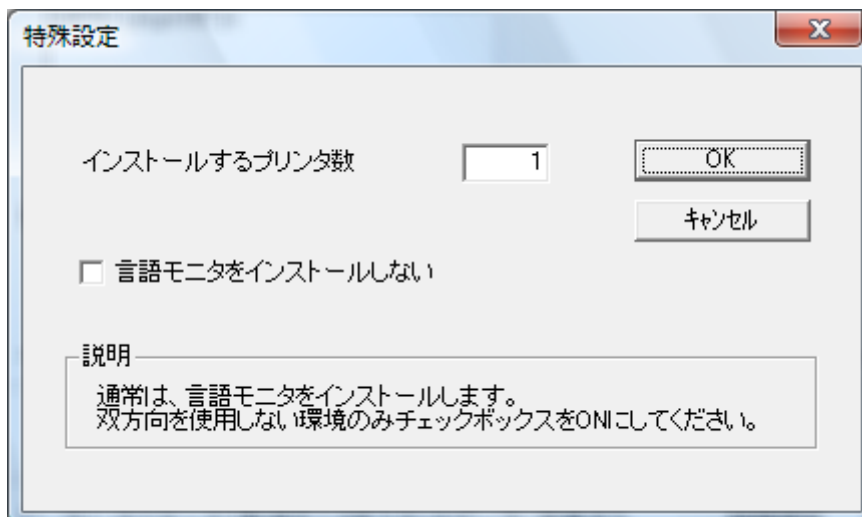 特殊設定
インストールするプリンタ数 1 OK
キャンセル
言語モニタをインストールしない
説明
通常は、言語モニタをインストールします。
双方向を使用しない環境のみチェックボックスをONにしてください。